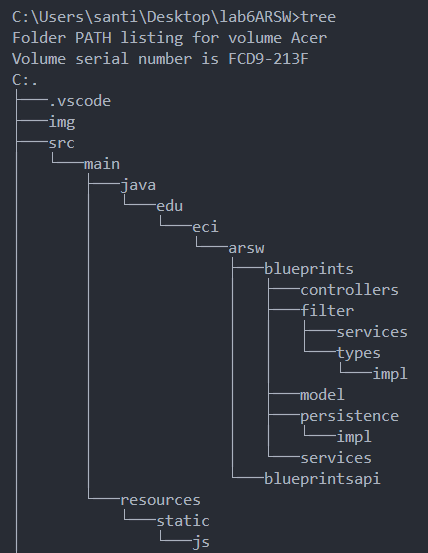 C:\Users\santi\Desktop\lab6ARSW>tree
Folder PATH listing for volume Acer
Volume serial number is FCD9-213F
C:.
├───.vscode
├───img
├───src
│   └───main
│       ├───java
│       │   └───edu
│       │       └───eci
│       │           └───arsw
│       │               ├───blueprints
│       │               │   ├───controllers
│       │               │   ├───filter
│       │               │   │   ├───services
│       │               │   │   └───types
│       │               │   │       └───impl
│       │               │   ├───model
│       │               │   ├───persistence
│       │               │   │   └───impl
│       │               │   └───services
│       │               └───blueprintsapi
│       └───resources
│           └───static
│               └───js